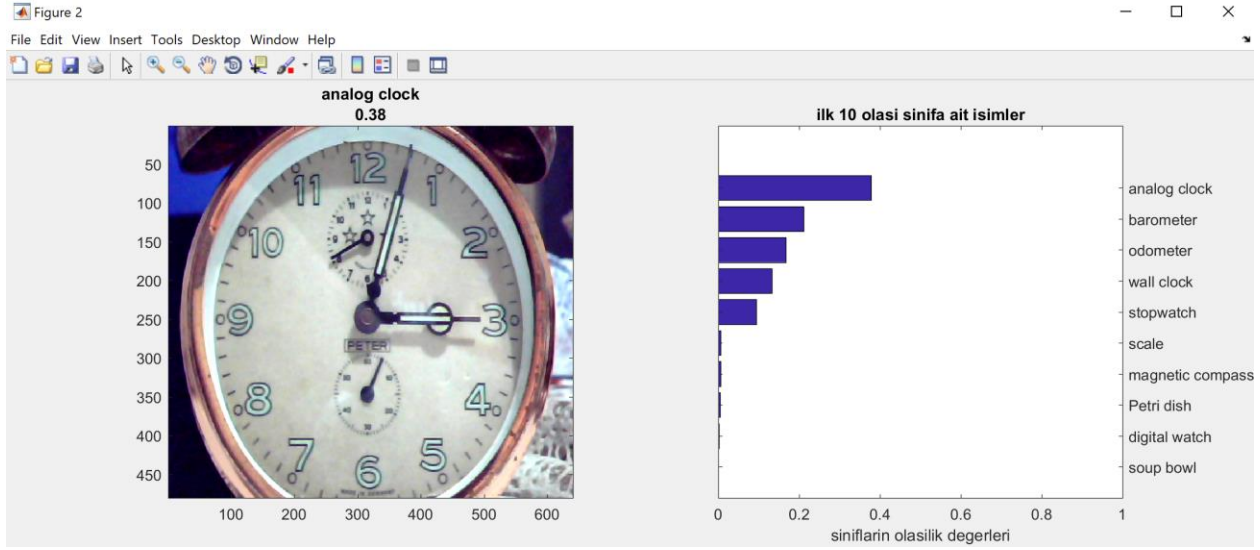 Figure 2
File Edit View Insert Tools Desktop Window Help
analog clock
0.38
50
100
150
200
250
300
350
400
450
100 200 300 400 500 600
12
1
2
3
4
5
6
7
8
9
10
11
PETER
MADE IN GERMANY
ilk 10 olasi sinifa ait isimler
analog clock
barometer
odometer
wall clock
stopwatch
scale
magnetic compass
Petri dish
digital watch
soup bowl
0 0.2 0.4 0.6 0.8 1
siniflarin olasilik degerleri